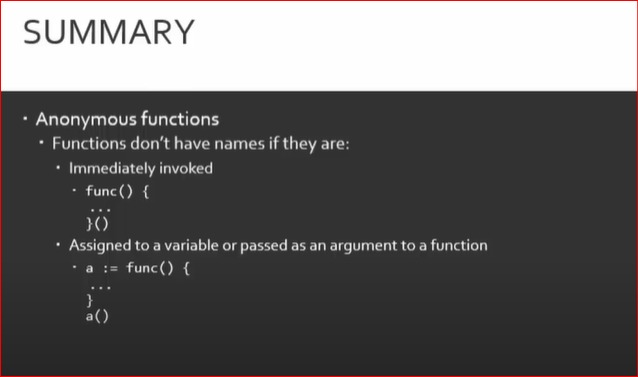 SUMMARY
• Anonymous functions
• Functions don't have names if they are:
• Immediately invoked
• func() {
...
}()
• Assigned to a variable or passed as an argument to a function
• a := func() {
...
}
a()